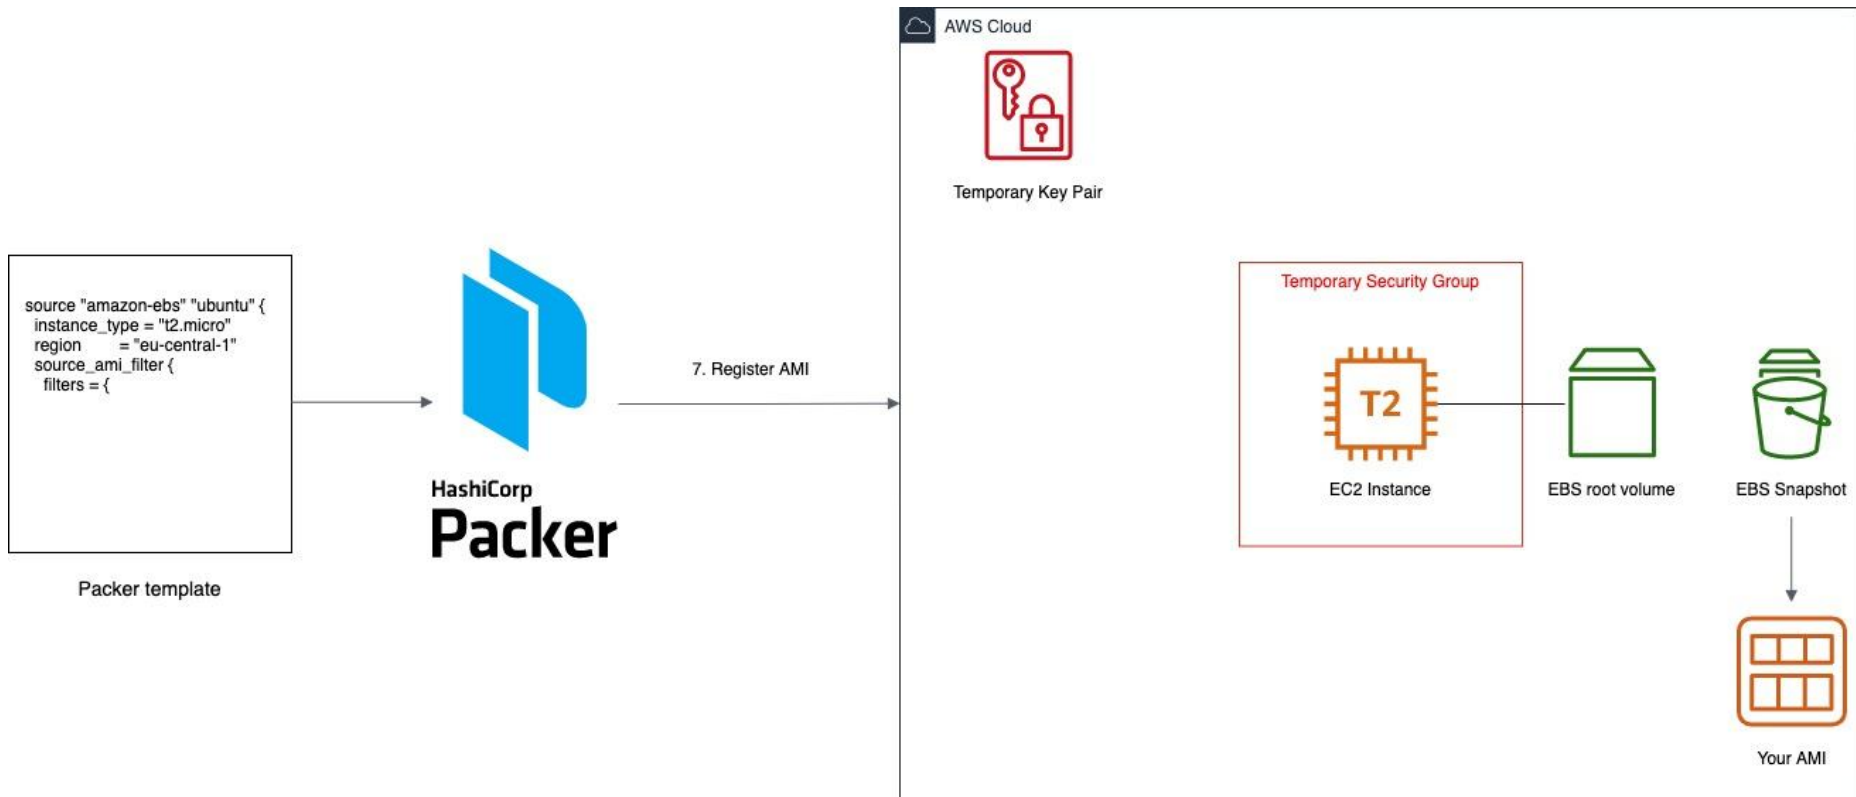 AWS Cloud
Temporary Key Pair
source "amazon-ebs" "ubuntu" {
instance_type = "t2.micro"
region = "eu-central-1"
source_ami_filter {
filters = {
Packer template
HashiCorp
Packer
7. Register AMI
Temporary Security Group
T2
EC2 Instance
EBS root volume
EBS Snapshot
Your AMI